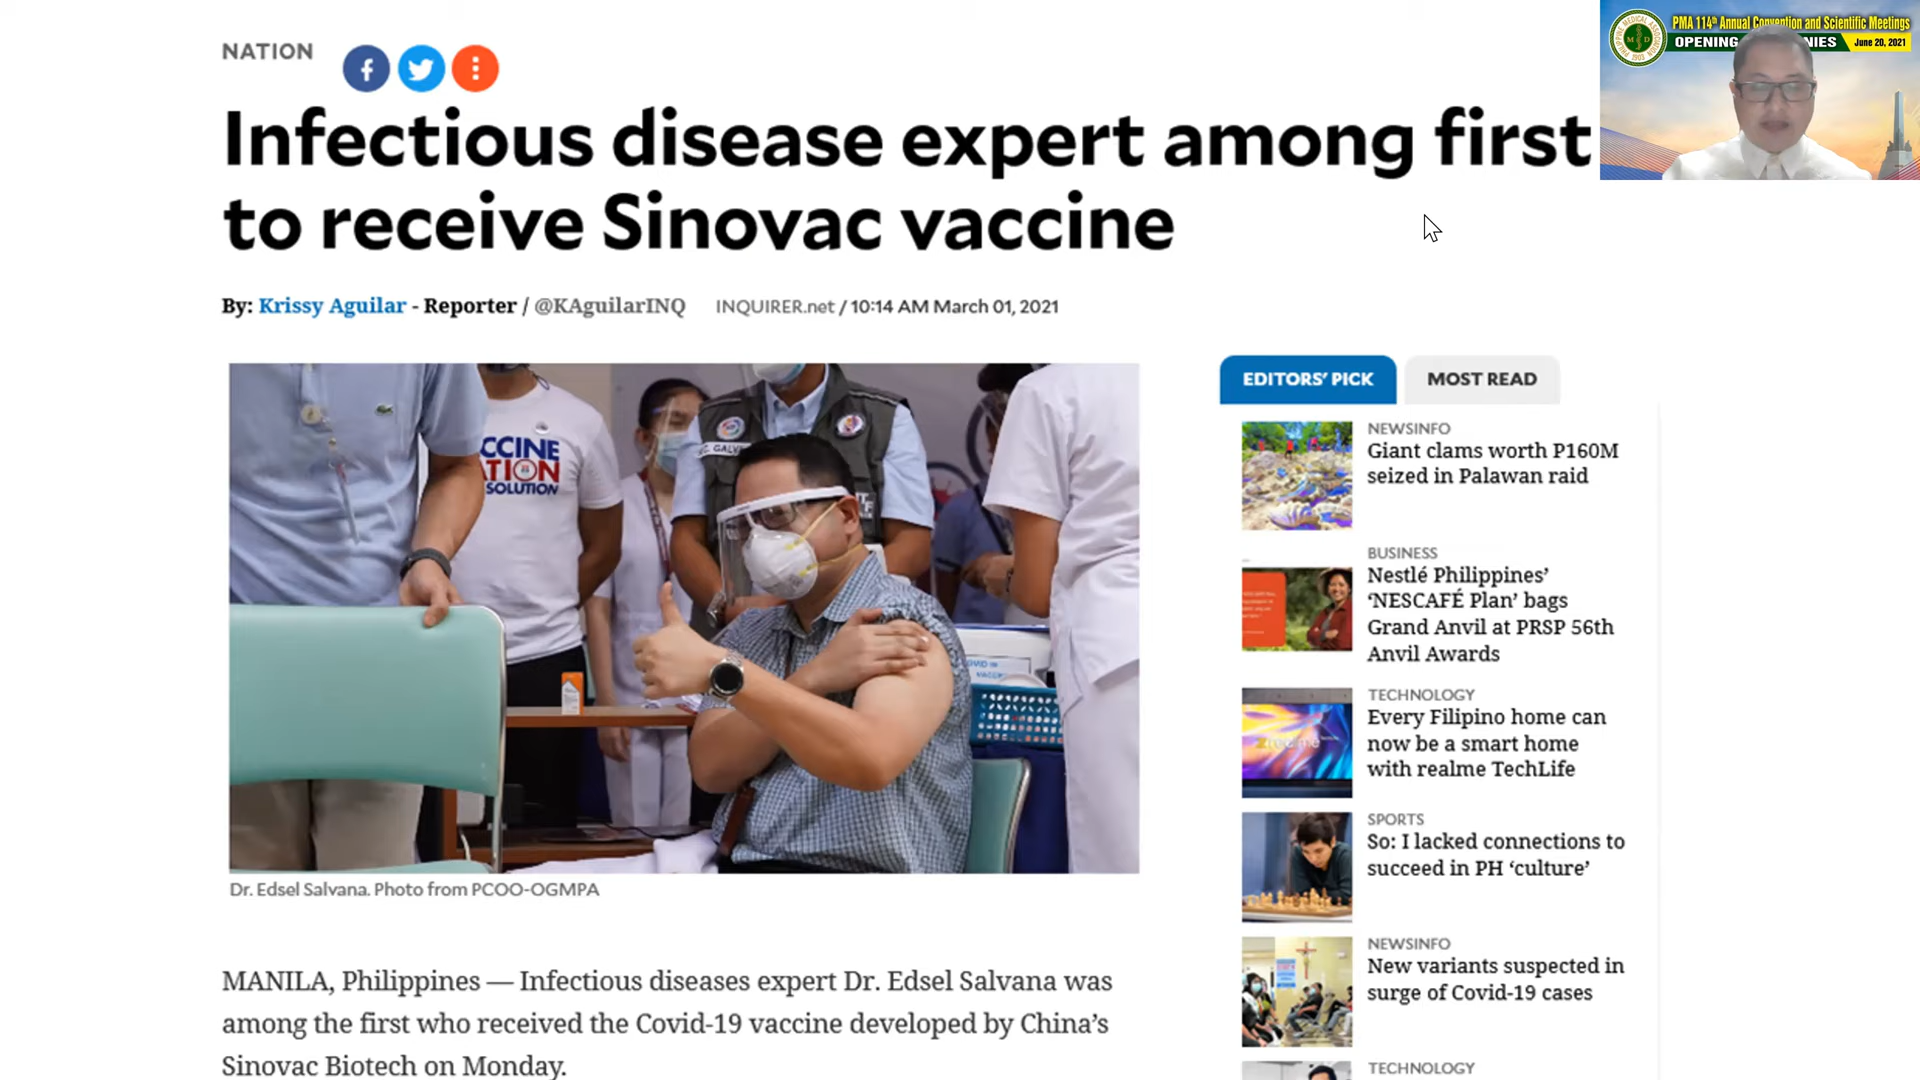 NATION
Infectious disease expert among first
to receive Sinovac vaccine
By: Krissy Aguilar - Reporter / @KAguilarINQ INQUIRER.net / 10:14 AM March 01, 2021
PMA 114th Annual Convention and Scientific Meetings
June 20, 2021
CCINE
SOLUTION
Dr. Edsel Salvana. Photo from PCOO-OGMPA
MANILA, Philippines — Infectious diseases expert Dr. Edsel Salvana was
among the first who received the Covid-19 vaccine developed by China’s
Sinovac Biotech on Monday.
EDITORS’ PICK
MOST READ
NEWSINFO
Giant clams worth P160M
seized in Palawan raid
BUSINESS
Nestlé Philippines’
‘NESCAFÉ Plan’ bags
Grand Anvil at PRSP 56th
Anvil Awards
TECHNOLOGY
Every Filipino home can
now be a smart home
with realme TechLife
SPORTS
So: I lacked connections to
succeed in PH ‘culture’
NEWSINFO
New variants suspected in
surge of Covid-19 cases
TECHNOLOGY